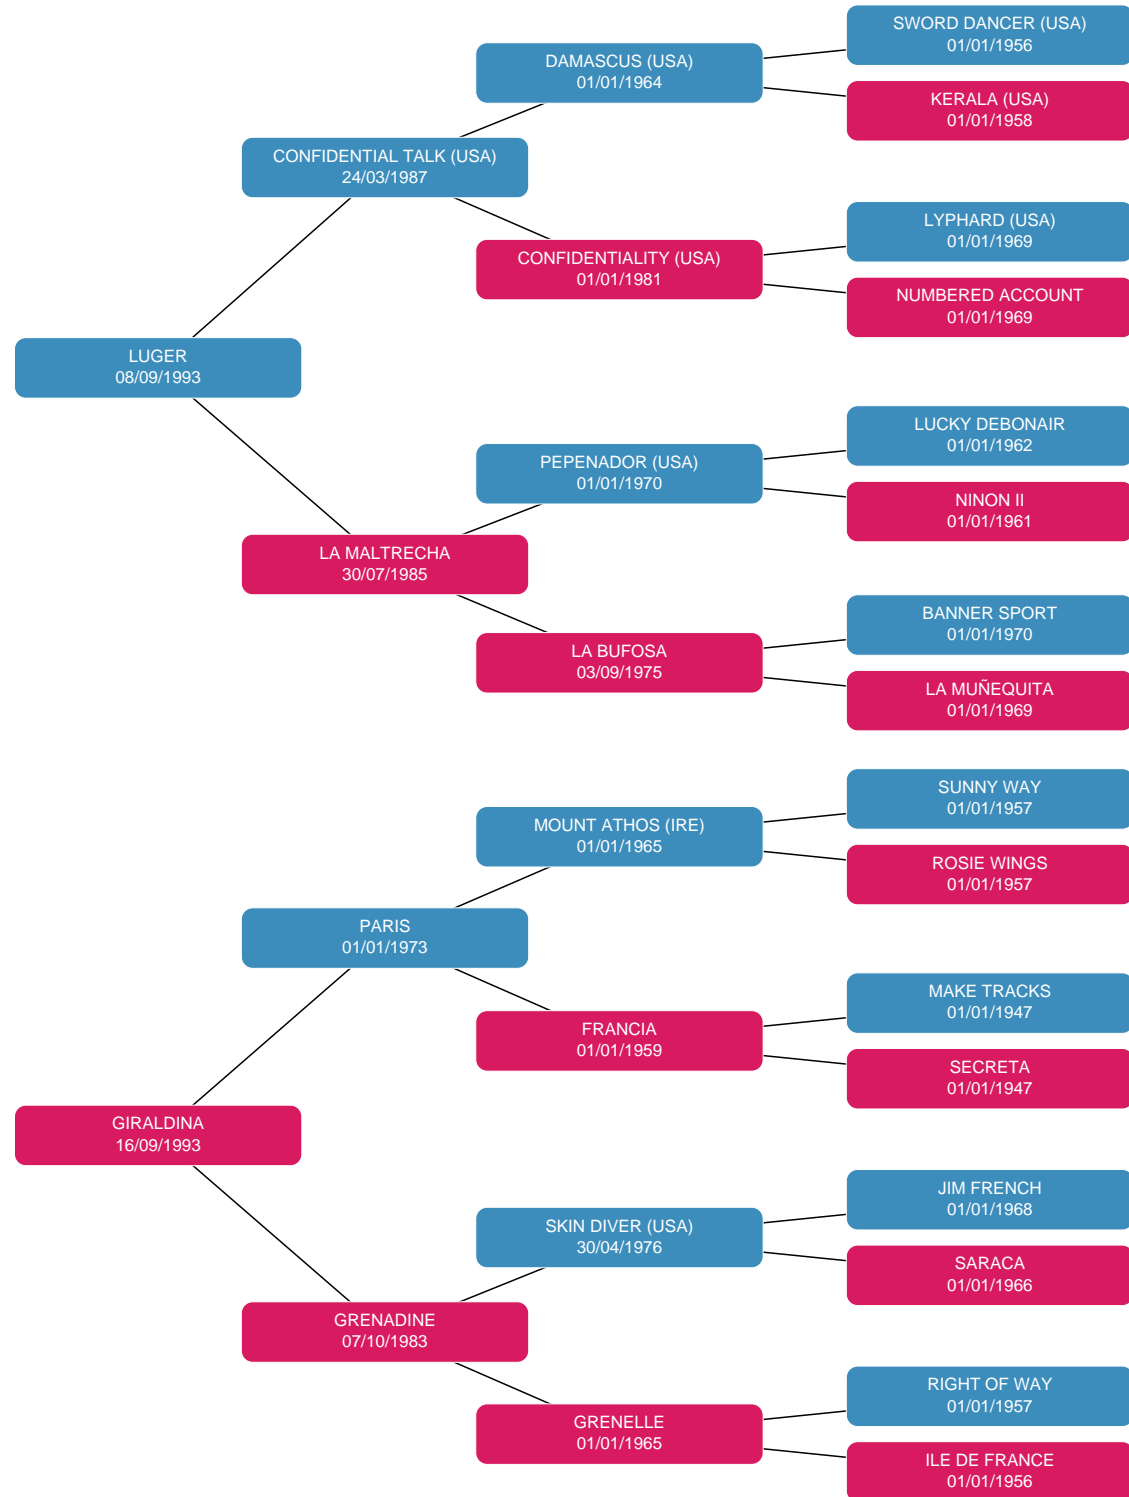 SWORD DANCER (USA)
01/01/1956
DAMASCUS (USA)
01/01/1964
KERALA (USA)
01/01/1958
CONFIDENTIAL TALK (USA)
24/03/1987
LYPHARD (USA)
01/01/1969
CONFIDENTIALITY (USA)
01/01/1981
NUMBERED ACCOUNT
01/01/1969
LUGER
08/09/1993
LUCKY DEBONAIR
01/01/1962
PEPENADOR (USA)
01/01/1970
NINON II
01/01/1961
LA MALTRECHA
30/07/1985
BANNER SPORT
01/01/1970
LA BUFOSA
03/09/1975
LA MUÑEQUITA
01/01/1969
SUNNY WAY
01/01/1957
MOUNT ATHOS (IRE)
01/01/1965
ROSIE WINGS
01/01/1957
PARIS
01/01/1973
MAKE TRACKS
01/01/1947
FRANCIA
01/01/1959
SECRETA
01/01/1947
GIRALDINA
16/09/1993
JIM FRENCH
01/01/1968
SKIN DIVER (USA)
30/04/1976
SARACA
01/01/1966
GRENADINE
07/10/1983
RIGHT OF WAY
01/01/1957
GRENELLE
01/01/1965
ILE DE FRANCE
01/01/1956